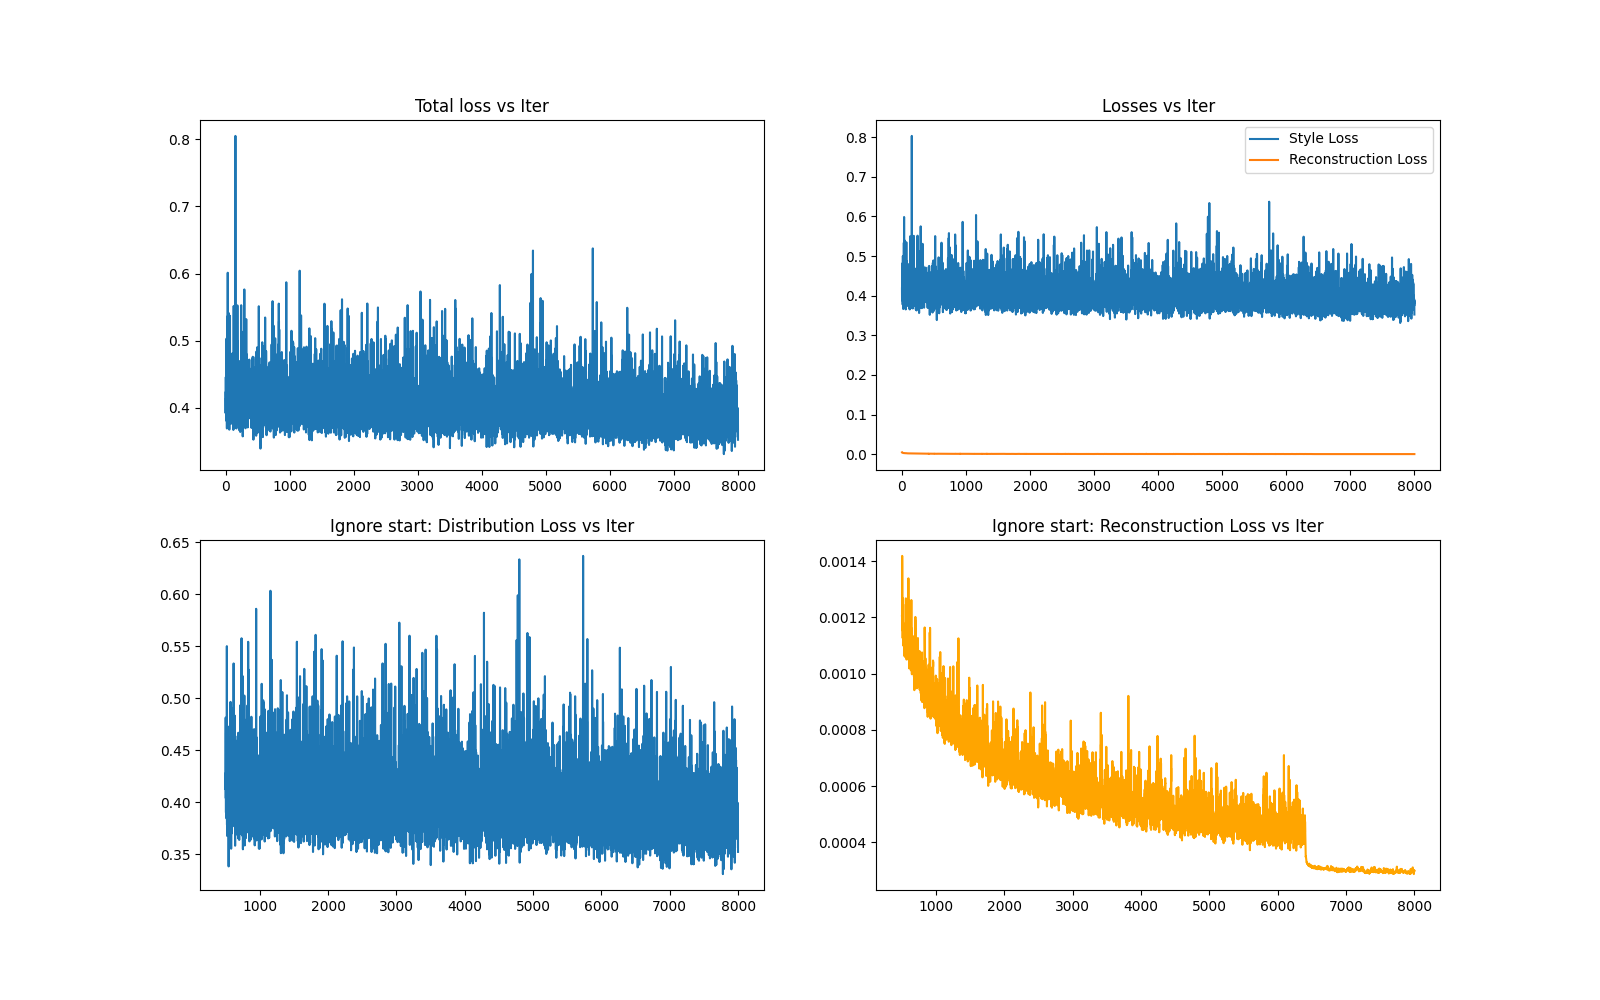 Total loss vs Iter
0.8
0.7
0.6
0.5
0.4
0 1000 2000 3000 4000 5000 6000 7000 8000
Losses vs Iter
Style Loss
Reconstruction Loss
0.8
0.7
0.6
0.5
0.4
0.3
0.2
0.1
0.0
0 1000 2000 3000 4000 5000 6000 7000 8000
Ignore start: Distribution Loss vs Iter
0.65
0.60
0.55
0.50
0.45
0.40
0.35
1000 2000 3000 4000 5000 6000 7000 8000
Ignore start: Reconstruction Loss vs Iter
0.0014
0.0012
0.0010
0.0008
0.0006
0.0004
1000 2000 3000 4000 5000 6000 7000 8000